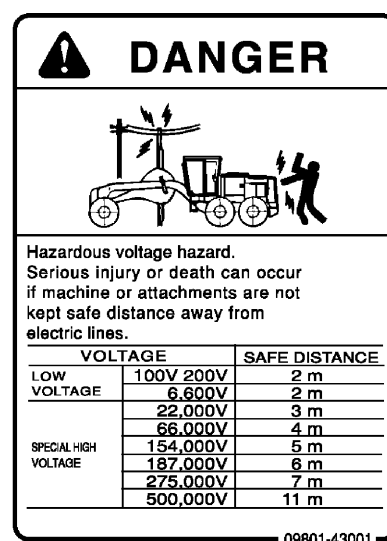 DANGER
Hazardous voltage hazard.
Serious injury or death can occur
if machine or attachments are not
kept safe distance away from
electric lines.
VOLTAGE SAFE DISTANCE
LOW VOLTAGE 100V 200V 2 m
6.600V 2 m
SPECIAL HIGH VOLTAGE 22,000V 3 m
66.000V 4 m
154,000V 5 m
187,000V 6 m
275,000V 7 m
500,000V 11 m
09801-43001